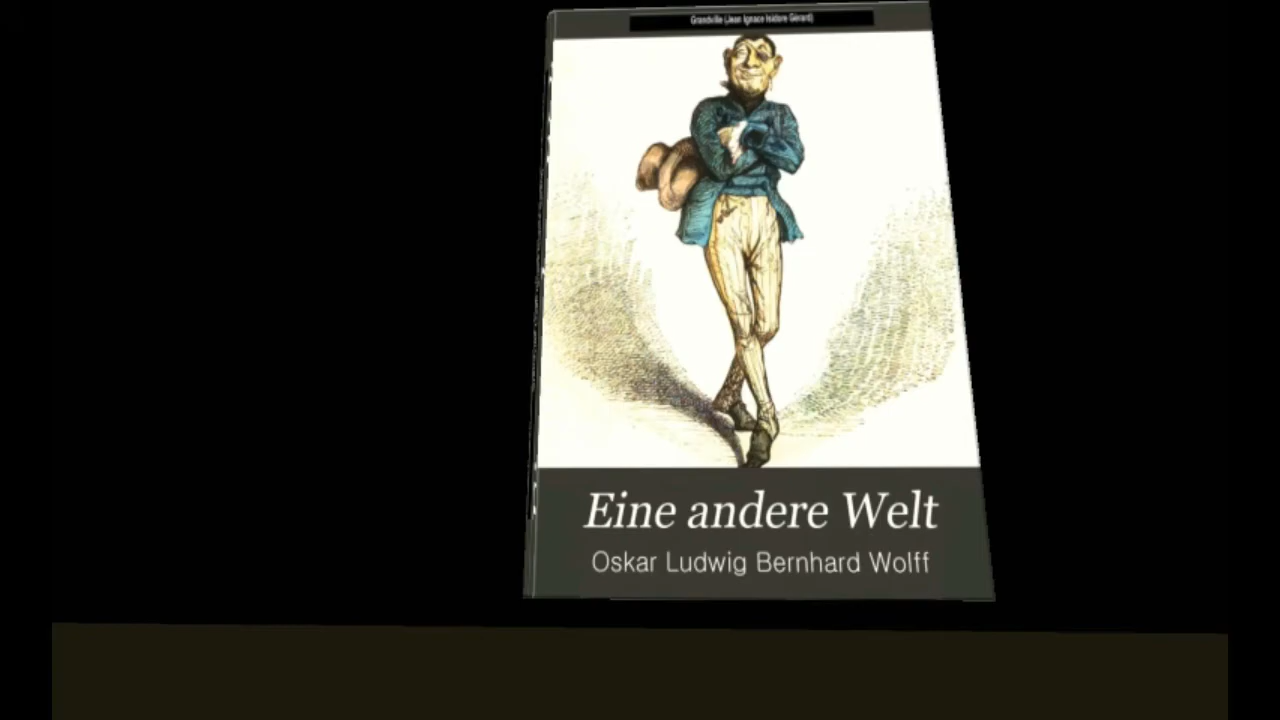 Grandville (Jean Ignace Isidore Gérard)
Eine andere Welt
Oskar Ludwig Bernhard Wolff